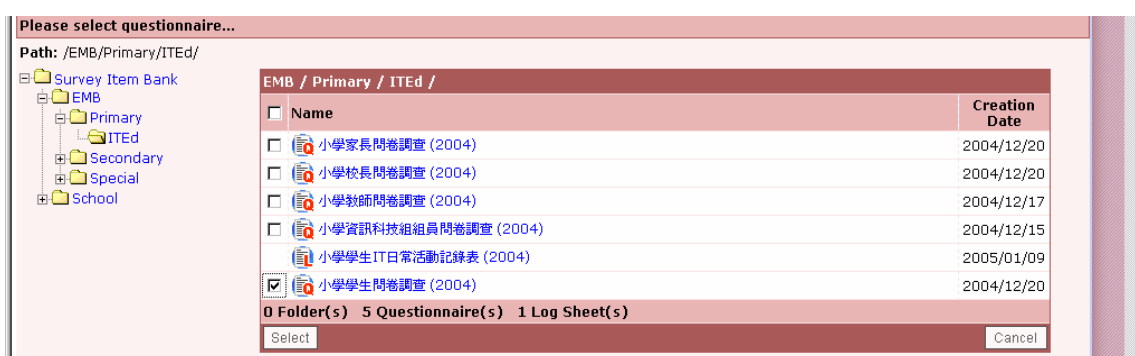 Please select questionnaire...
Path: /EMB/Primary/ITEd/
Survey Item Bank
EMB
Primary
ITEd
Secondary
Special
School
EMB / Primary / ITEd /
Name Creation Date
小學家長問卷調查 (2004) 2004/12/20
小學校長問卷調查 (2004) 2004/12/20
小學教師問卷調查 (2004) 2004/12/17
小學資訊科技組組員問卷調查 (2004) 2004/12/15
小學學生IT日常活動記錄表 (2004) 2005/01/09
小學學生問卷調查 (2004) 2004/12/20
0 Folder(s) 5 Questionnaire(s) 1 Log Sheet(s)
Select Cancel